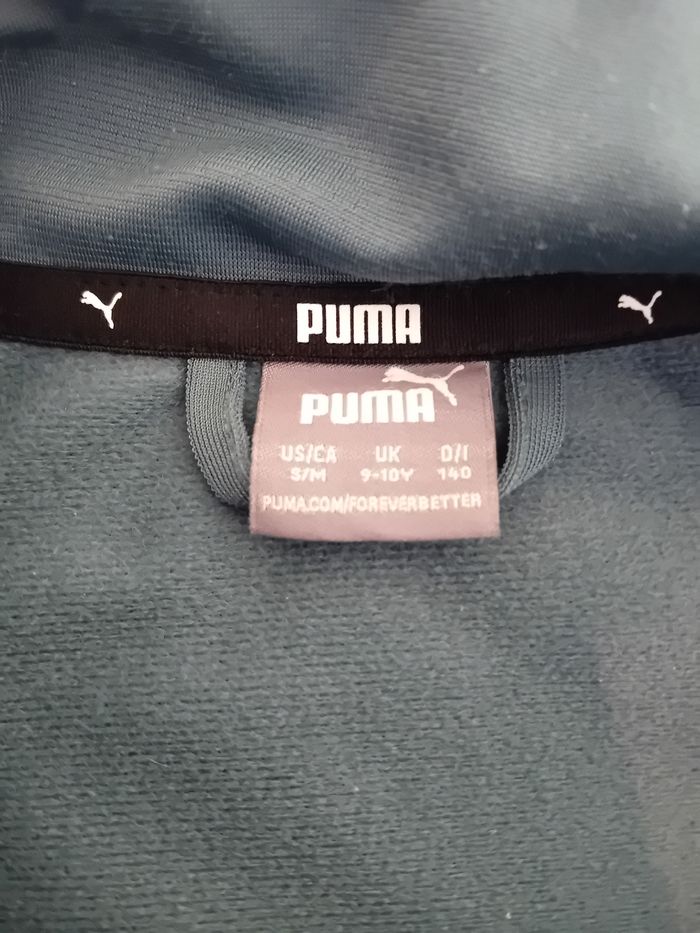 PUMA
PUMA
US/CA UK D/I
S/M 9-10Y 140
PUMA.COM/FOREVERBETTER